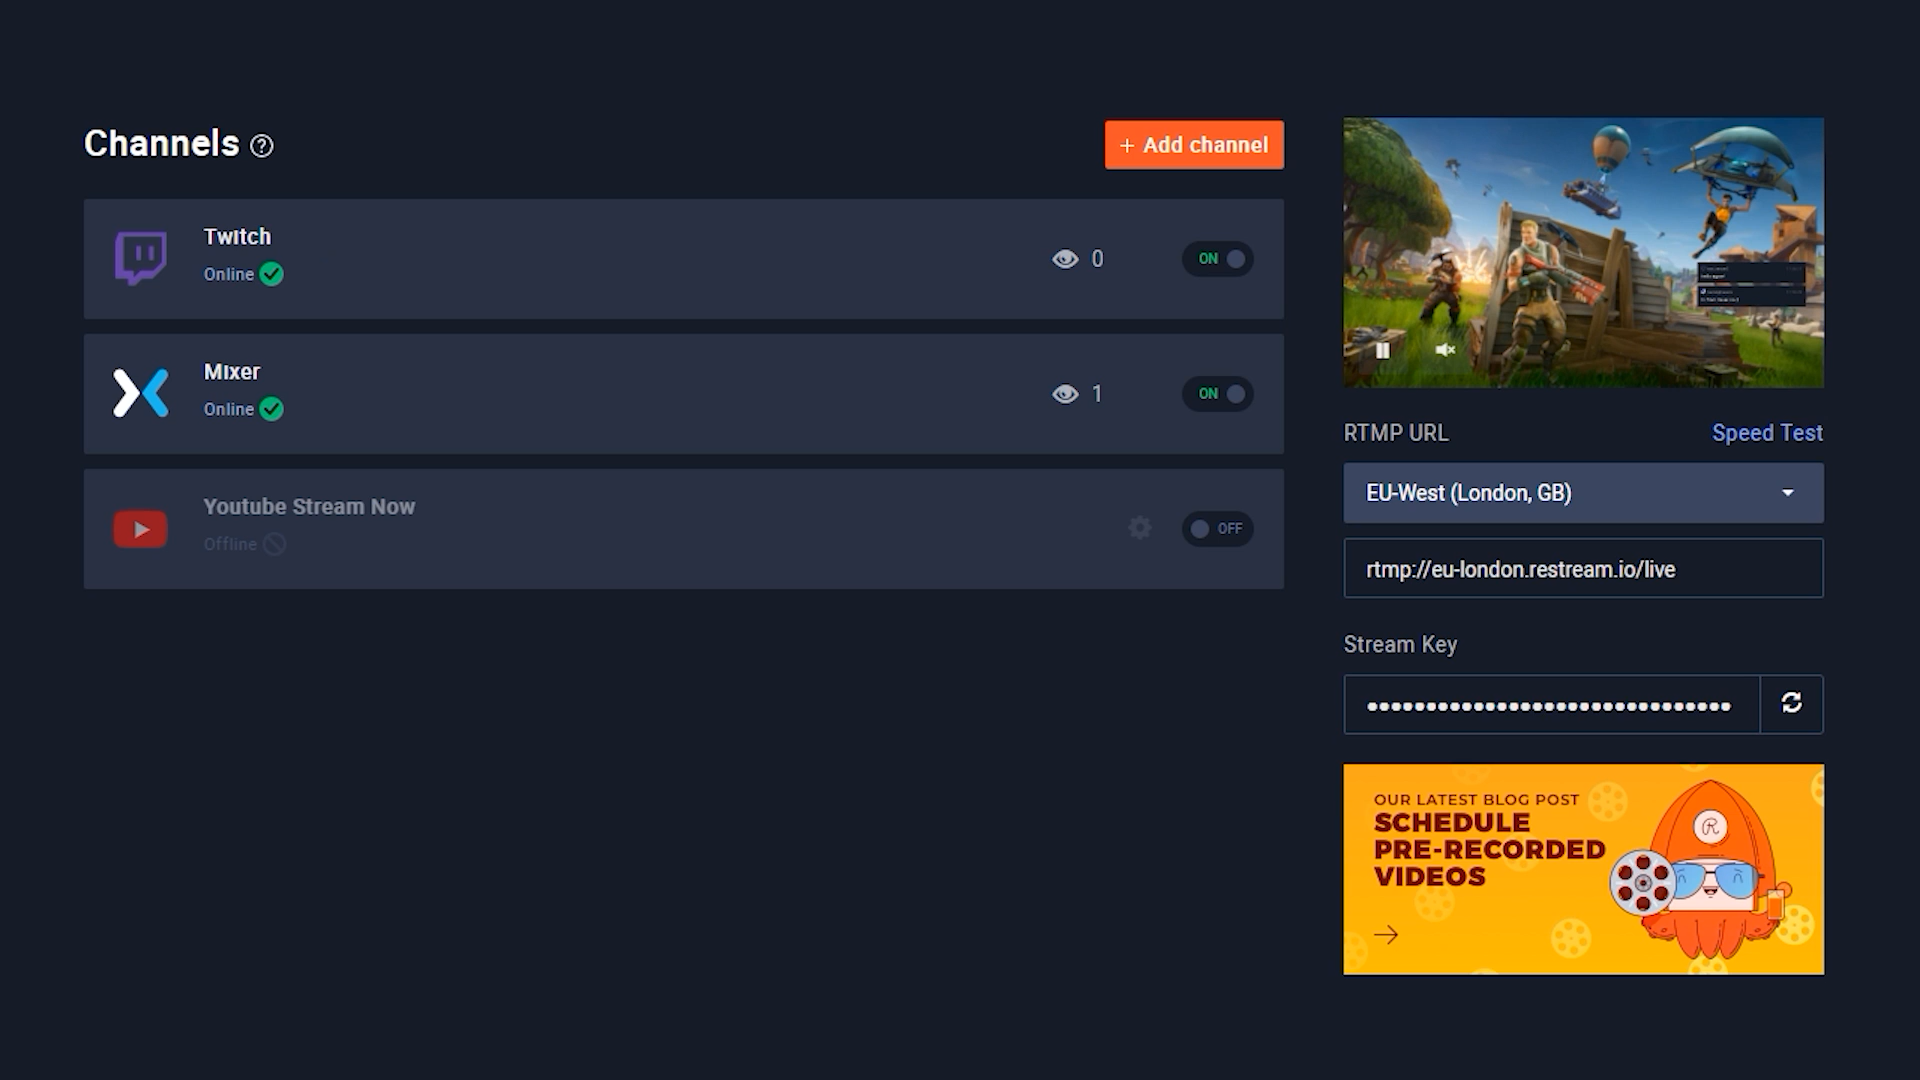 Channels
+ Add channel
Twitch
Online
0
ON
Mixer
Online
1
ON
Youtube Stream Now
Offline
OFF
RTMP URL
Speed Test
EU-West (London, GB)
rtmp://eu-london.restream.io/live
Stream Key
OUR LATEST BLOG POST
SCHEDULE
PRE-RECORDED
VIDEOS
R